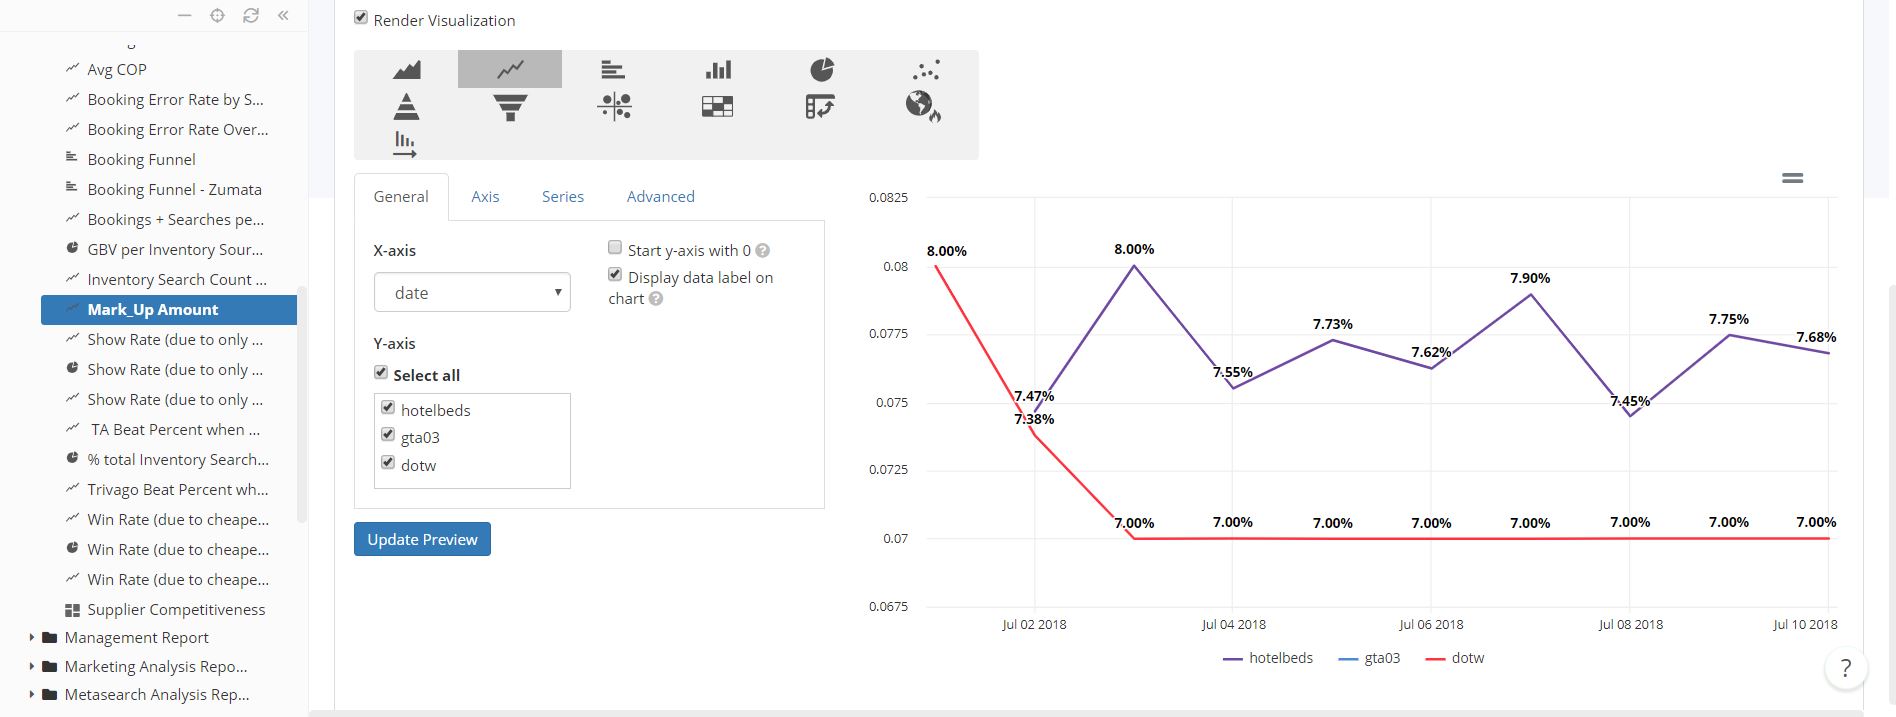 Avg COP
Booking Error Rate by S...
Booking Error Rate Over...
Booking Funnel
Booking Funnel - Zumata
Bookings + Searches pe...
GBV per Inventory Sour...
Inventory Search Count ...
Mark_Up Amount
Show Rate (due to only ...
Show Rate (due to only ...
Show Rate (due to only ...
TA Beat Percent when ...
% total Inventory Search...
Trivago Beat Percent wh...
Win Rate (due to cheape...
Win Rate (due to cheape...
Win Rate (due to cheape...
Supplier Competitiveness
Management Report
Marketing Analysis Repo...
Metasearch Analysis Rep...
Render Visualization
General Axis Series Advanced
X-axis
date
Y-axis
Select all
hotelbeds
gta03
dotw
Start y-axis with 0 ?
Display data label on
chart ?
Update Preview
0.0825
0.08
0.0775
0.075
0.0725
0.07
0.0675
8.00%
7.47%
7.38%
8.00%
7.55%
7.73%
7.62%
7.90%
7.45%
7.75%
7.68%
7.00% 7.00% 7.00% 7.00% 7.00% 7.00% 7.00% 7.00%
Jul 02 2018 Jul 04 2018 Jul 06 2018 Jul 08 2018 Jul 10 2018
hotelbeds gta03 dotw
?